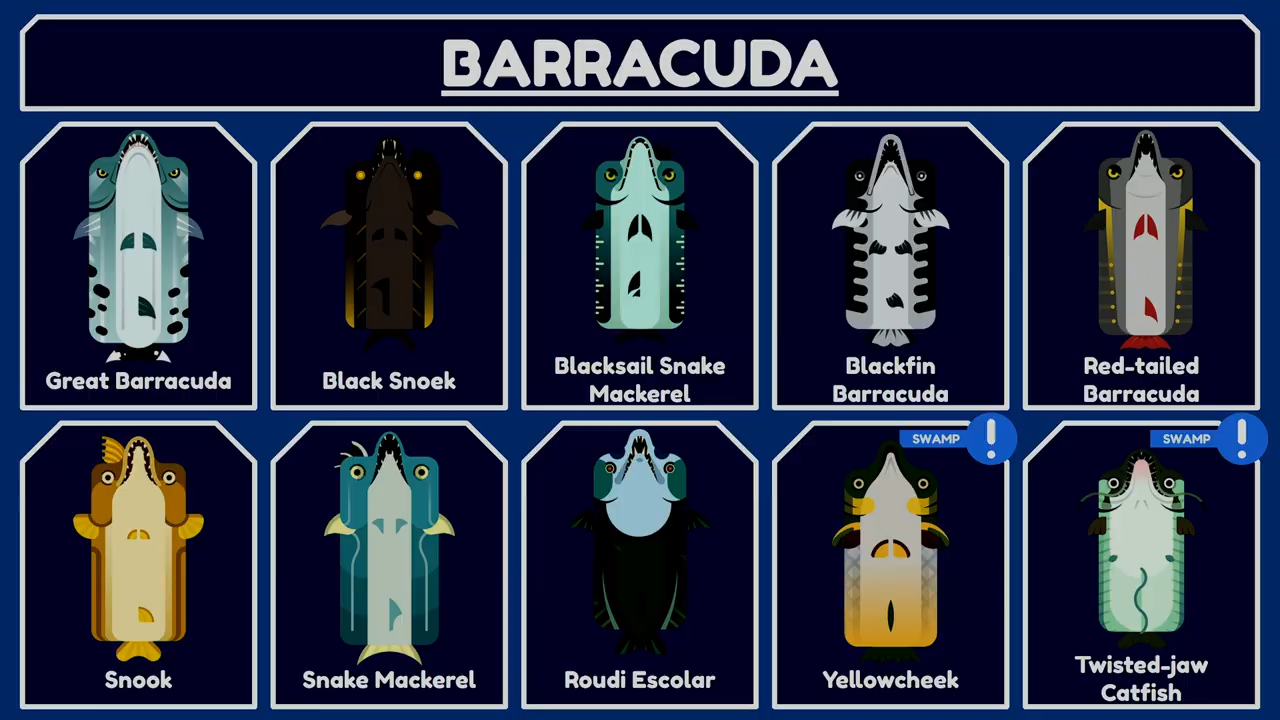 BARRACUDA
Great Barracuda
Black Snoek
Blacksail Snake
Mackerel
Blackfin
Barracuda
Red-tailed
Barracuda
Snook
Snake Mackerel
Roudi Escolar
SWAMP !
Yellowcheek
SWAMP !
Twisted-jaw
Catfish